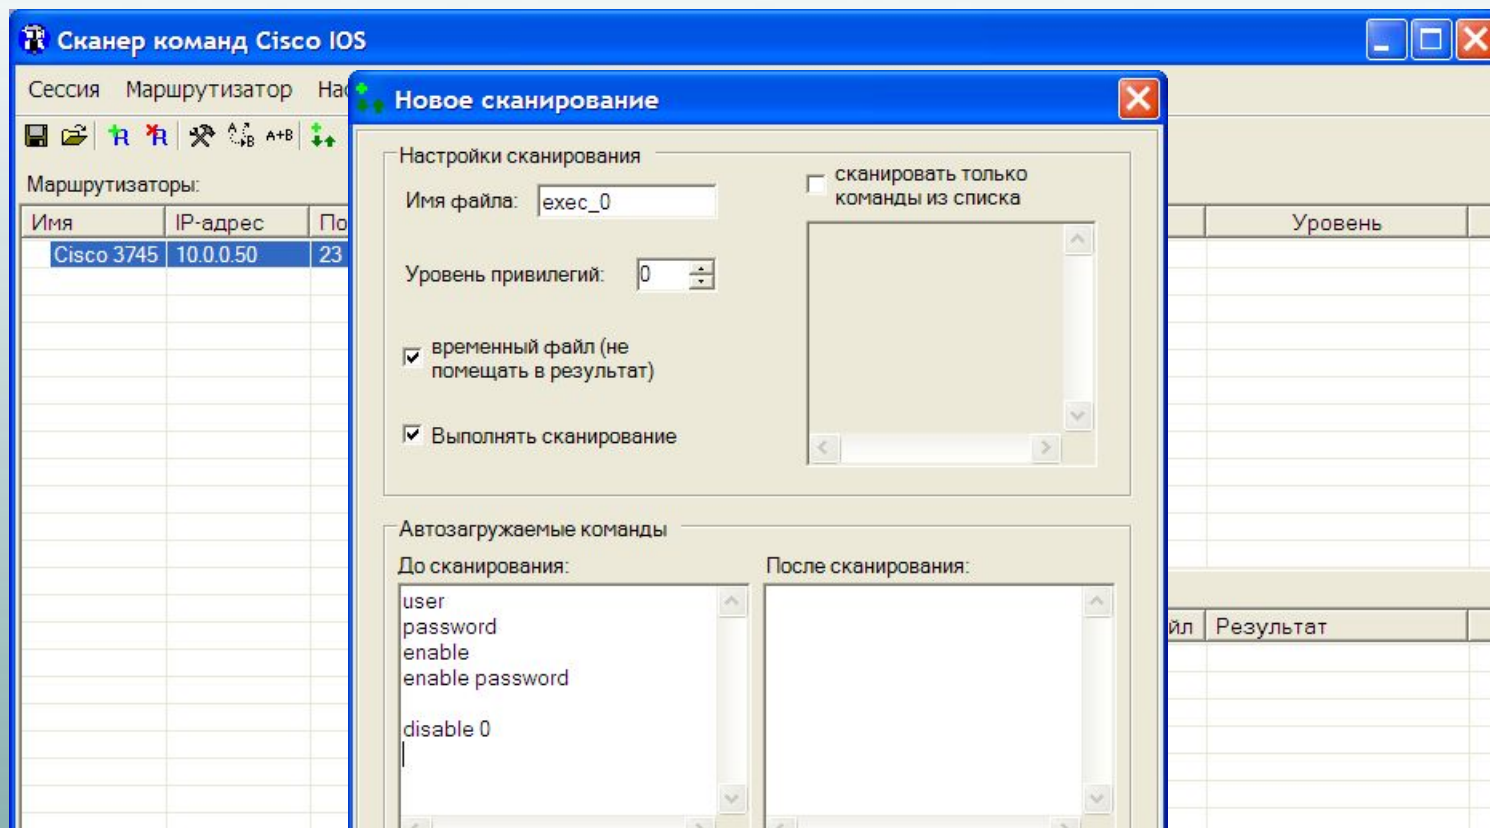 Сканер команд Cisco IOS
Сессия Маршрутизатор
Новое сканирование
A B A+B
Маршрутизаторы:
Имя IP-адрес
Cisco 3745 10.0.0.50 23
Настройки сканирования
Имя файла: exec_0
сканировать только
команды из списка
Уровень привилегий: 0
временный файл (не
помещать в результат)
Выполнять сканирование
Уровень
Автозагружаемые команды
До сканирования:
user
password
enable
enable password
disable 0
После сканирования:
Результат